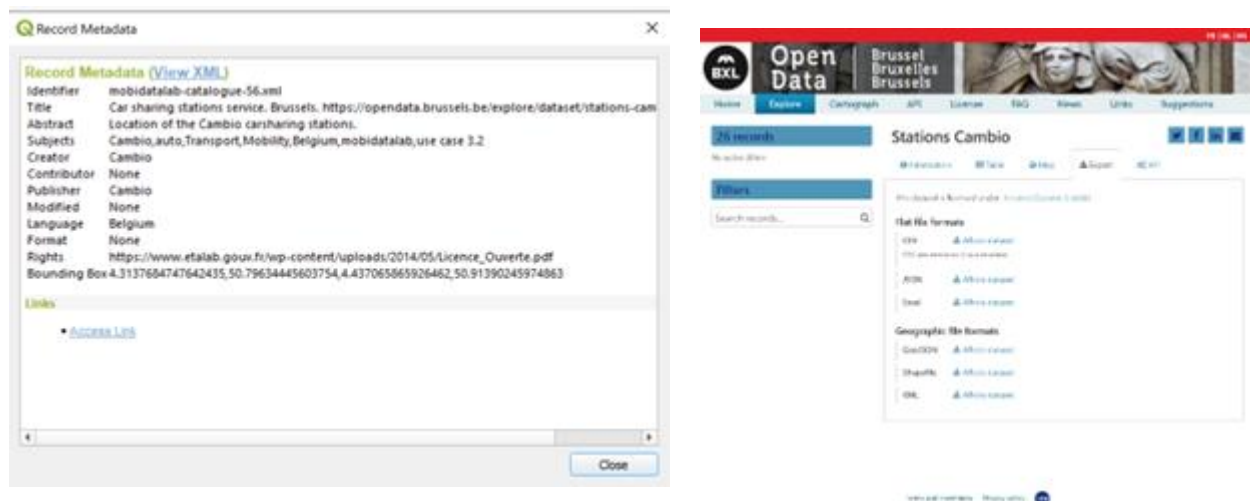 Record Metadata
Record Metadata (View XML)
Identifier mobidatalab-catalogue-56.xml
Title Car sharing stations service. Brussels. https://opendata.brussels.be/explore/dataset/stations-cam
Abstract Location of the Cambio carsharing stations.
Subjects Cambio,auto,Transport,Mobility,Belgium,mobidatalab,use case 3.2
Creator Cambio
Contributor None
Publisher Cambio
Modified None
Language Belgium
Format None
Rights https://www.etalab.gouv.fr/wp-content/uploads/2014/05/Licence_Ouverte.pdf
Bounding Box 4.3137684747642435,50.79634445603754,4.437065865926462,50.91390245974863
Links
Access Link
Close
BXL
Open Data
Brussel
Bruxelles
Brussels
Home Explore Cartograph API License FAQ News Links Suggestions
26 records
Filters
Search records...
Stations Cambio
Export
Flat file formats
CSV
JSON
Excel
Geographic file formats
GeoJSON
Shapefile
KML